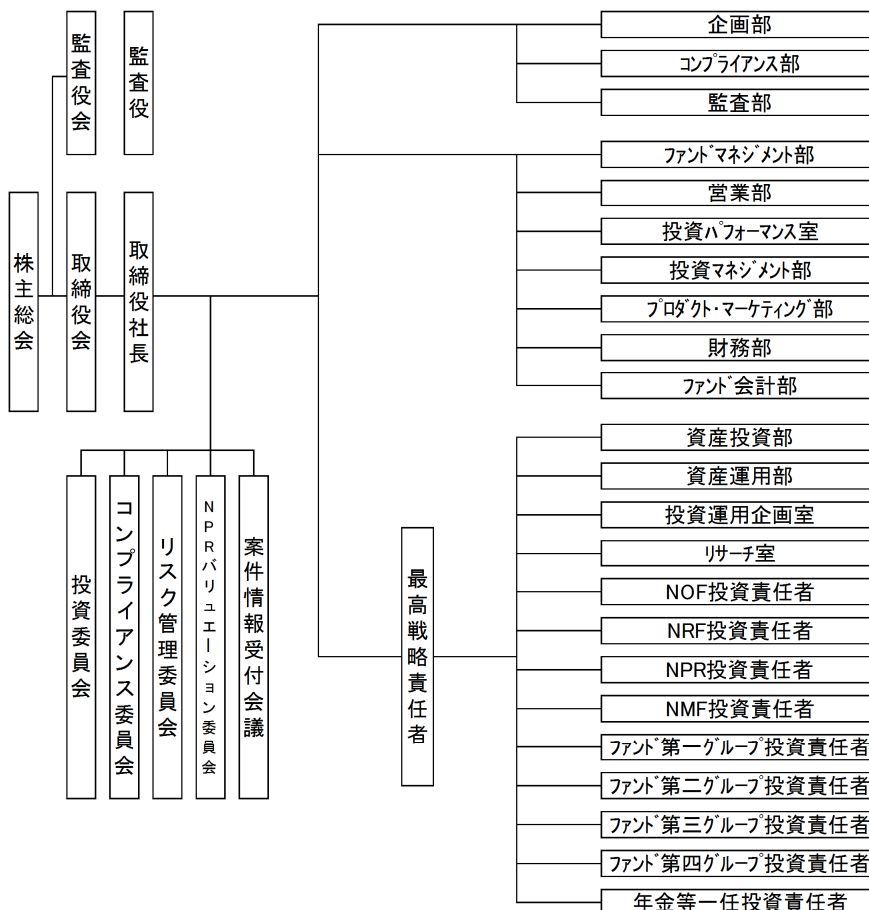 監査役会
監査役
株主総会
取締役会
取締役社長
投資委員会
コンプライアンス委員会
リスク管理委員会
NPRバリュエーション委員会
案件情報受付会議
最高戦略責任者
企画部
コンプライアンス部
監査部
ファンドマネジメント部
営業部
投資パフォーマンス室
投資マネジメント部
プロダクト・マーケティング部
財務部
ファンド会計部
資産投資部
資産運用部
投資運用企画室
リサーチ室
NOF投資責任者
NRF投資責任者
NPR投資責任者
NMF投資責任者
ファンド第一グループ投資責任者
ファンド第二グループ投資責任者
ファンド第三グループ投資責任者
ファンド第四グループ投資責任者
年金等一任投資責任者